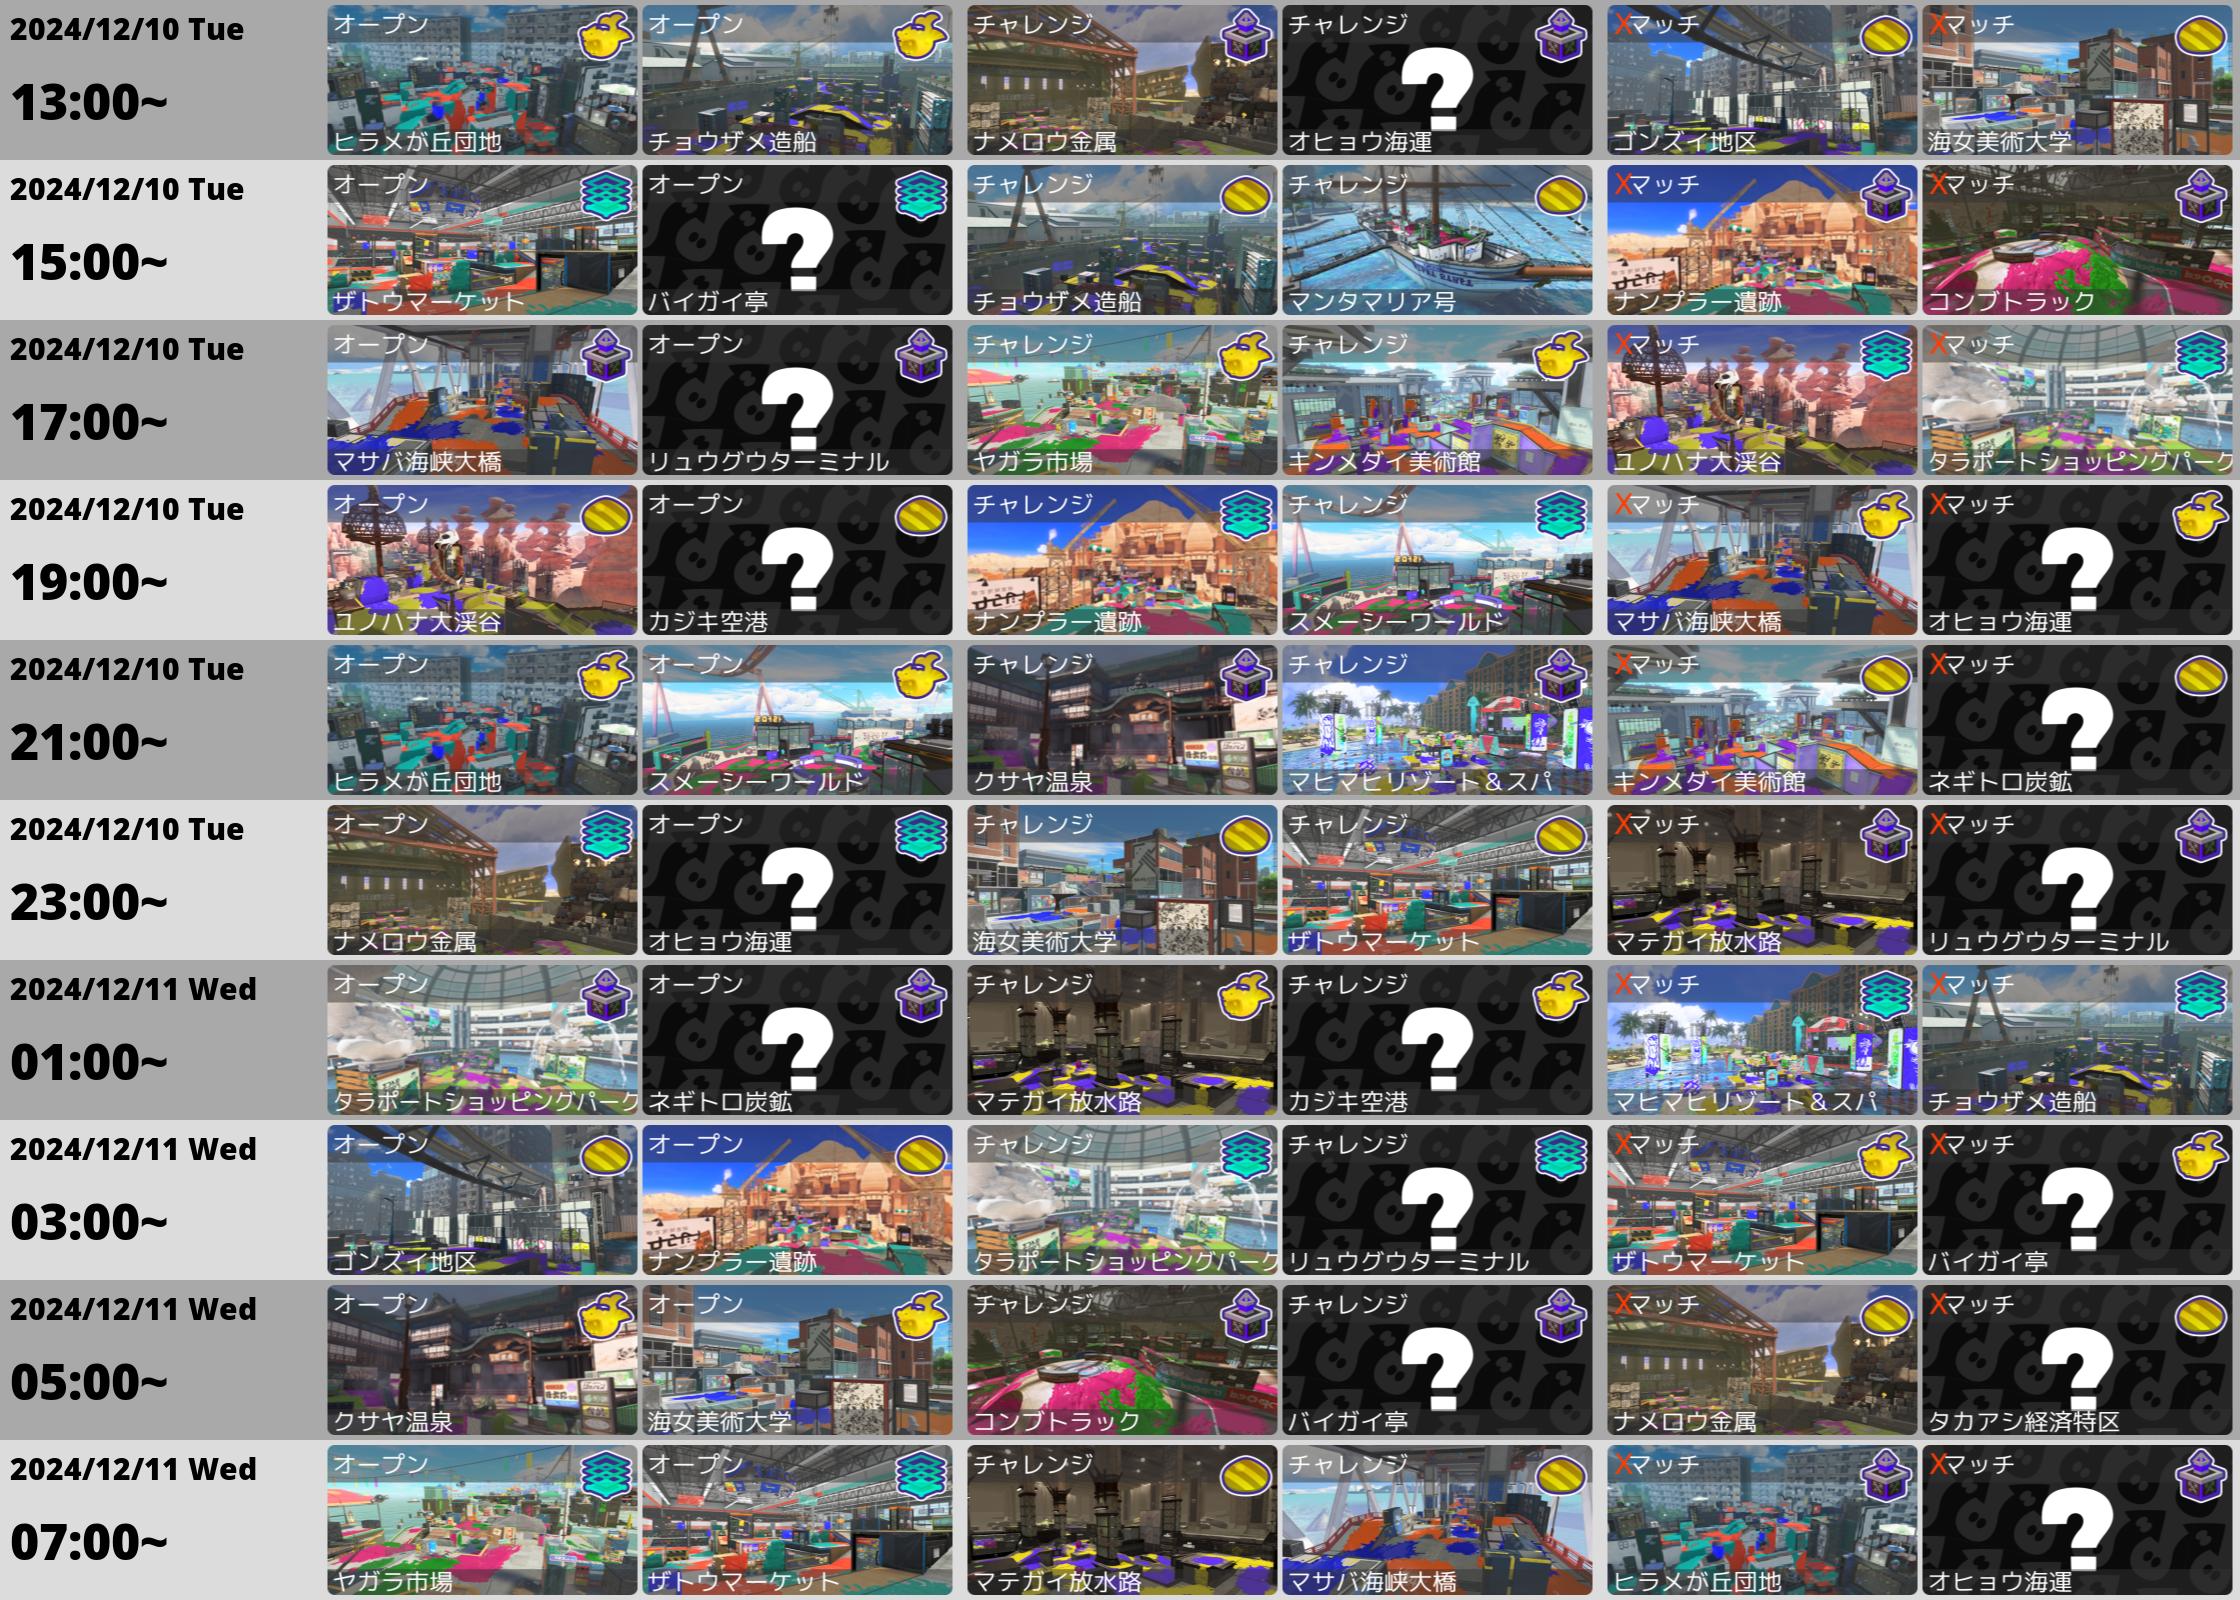 2024/12/10 Tue
13:00~
オープン
ヒラメが丘団地
オープン
チョウザメ造船
チャレンジ
ナメロウ金属
チャレンジ
オヒョウ海運
Xマッチ
ゴンズイ地区
Xマッチ
海女美術大学
2024/12/10 Tue
15:00~
オープン
ザトウマーケット
オープン
バイガイ亭
チャレンジ
チョウザメ造船
チャレンジ
マンタマリア号
Xマッチ
ナンプラー遺跡
Xマッチ
コンブトラック
2024/12/10 Tue
17:00~
オープン
マサバ海峡大橋
オープン
リュウグウターミナル
チャレンジ
ヤガラ市場
チャレンジ
キンメダイ美術館
Xマッチ
ユノハナ大渓谷
Xマッチ
タラポートショッピングパーク
2024/12/10 Tue
19:00~
オープン
ユノハナ大渓谷
オープン
カジキ空港
チャレンジ
ナンプラー遺跡
チャレンジ
スメーシーワールド
Xマッチ
マサバ海峡大橋
Xマッチ
オヒョウ海運
2024/12/10 Tue
21:00~
オープン
ヒラメが丘団地
オープン
スメーシーワールド
チャレンジ
クサヤ温泉
チャレンジ
マヒマヒリゾート＆スパ
Xマッチ
キンメダイ美術館
Xマッチ
ネギトロ炭鉱
2024/12/10 Tue
23:00~
オープン
ナメロウ金属
オープン
オヒョウ海運
チャレンジ
海女美術大学
チャレンジ
ザトウマーケット
Xマッチ
マテガイ放水路
Xマッチ
リュウグウターミナル
2024/12/11 Wed
01:00~
オープン
タラポートショッピングパーク
オープン
ネギトロ炭鉱
チャレンジ
マテガイ放水路
チャレンジ
カジキ空港
Xマッチ
マヒマヒリゾート＆スパ
Xマッチ
チョウザメ造船
2024/12/11 Wed
03:00~
オープン
ゴンズイ地区
オープン
ナンプラー遺跡
チャレンジ
タラポートショッピングパーク
チャレンジ
リュウグウターミナル
Xマッチ
ザトウマーケット
Xマッチ
バイガイ亭
2024/12/11 Wed
05:00~
オープン
クサヤ温泉
オープン
海女美術大学
チャレンジ
コンブトラック
チャレンジ
バイガイ亭
Xマッチ
ナメロウ金属
Xマッチ
タカアシ経済特区
2024/12/11 Wed
07:00~
オープン
ヤガラ市場
オープン
ザトウマーケット
チャレンジ
マテガイ放水路
チャレンジ
マサバ海峡大橋
Xマッチ
ヒラメが丘団地
Xマッチ
オヒョウ海運